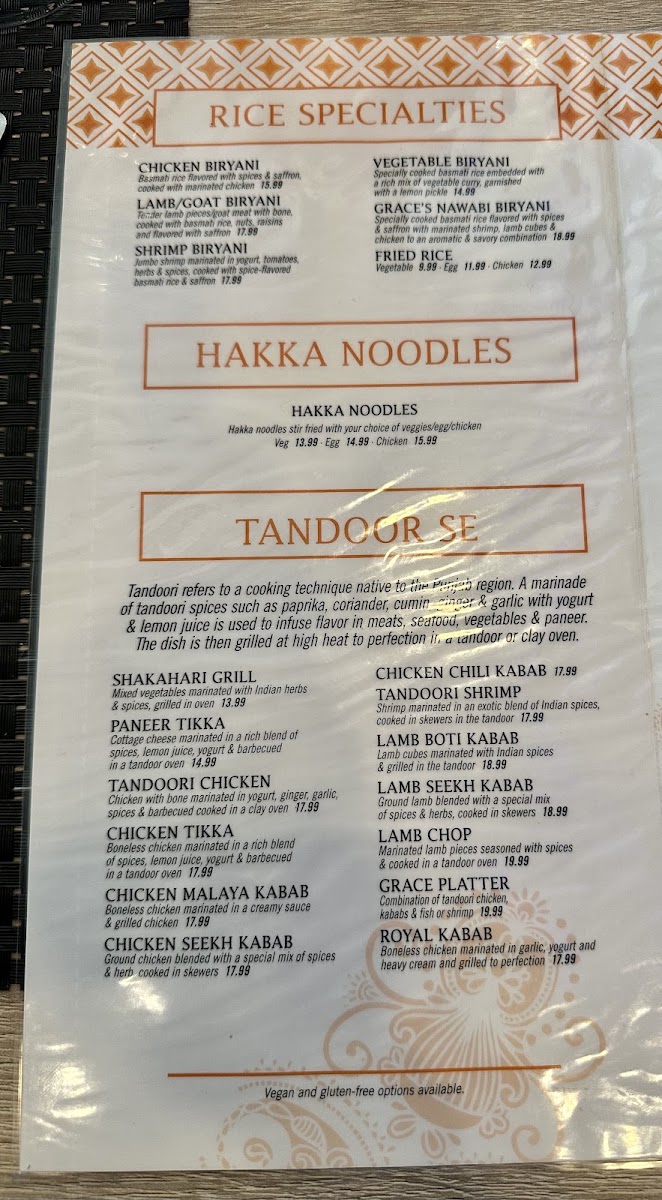 RICE SPECIALTIES
CHICKEN BIRYANI
Basmati rice flavored with spices & saffron,
cooked with marinated chicken 15.99
LAMB/GOAT BIRYANI
Tender lamb pieces/goat meat with bone,
cooked with basmati rice, nuts, raisins
and flavored with saffron 17.99
SHRIMP BIRYANI
Jumbo shrimp marinated in yogurt, tomatoes,
herbs & spices, cooked with spice-flavored
basmati rice & saffron 17.99
VEGETABLE BIRYANI
Specially cooked basmati rice embedded with
a rich mix of vegetable curry, garnished
with a lemon pickle 14.99
GRACE'S NAWABI BIRYANI
Specially cooked basmati rice flavored with spices
& saffron with marinated shrimp, lamb cubes &
chicken to an aromatic & savory combination 18.99
FRIED RICE
Vegetable 9.99 · Egg 11.99 · Chicken 12.99
HAKKA NOODLES
HAKKA NOODLES
Hakka noodles stir fried with your choice of veggies/egg/chicken
Veg 13.99 · Egg 14.99 · Chicken 15.99
TANDOOR SE
Tandoori refers to a cooking technique native to the Punjab region. A marinade
of tandoori spices such as paprika, coriander, cumin, ginger & garlic with yogurt
& lemon juice is used to infuse flavor in meats, seafood, vegetables & paneer.
The dish is then grilled at high heat to perfection in a tandoor or clay oven.
SHAKAHARI GRILL
Mixed vegetables marinated with Indian herbs
& spices, grilled in oven 13.99
PANEER TIKKA
Cottage cheese marinated in a rich blend of
spices, lemon juice, yogurt & barbecued
in a tandoor oven 14.99
TANDOORI CHICKEN
Chicken with bone marinated in yogurt, ginger, garlic,
spices & barbecued cooked in a clay oven 17.99
CHICKEN TIKKA
Boneless chicken marinated in a rich blend
of spices, lemon juice, yogurt & barbecued
in a tandoor oven 17.99
CHICKEN MALAYA KABAB
Boneless chicken marinated in a creamy sauce
& grilled chicken 17.99
CHICKEN SEEKH KABAB
Ground chicken blended with a special mix of spices
& herb, cooked in skewers 17.99
CHICKEN CHILI KABAB 17.99
TANDOORI SHRIMP
Shrimp marinated in an exotic blend of Indian spices,
cooked in skewers in the tandoor 17.99
LAMB BOTI KABAB
Lamb cubes marinated with Indian spices
& grilled in the tandoor 18.99
LAMB SEEKH KABAB
Ground lamb blended with a special mix
of spices & herbs, cooked in skewers 18.99
LAMB CHOP
Marinated lamb pieces seasoned with spices
& cooked in a tandoor oven 19.99
GRACE PLATTER
Combination of tandoori chicken,
kababs & fish or shrimp 19.99
ROYAL KABAB
Boneless chicken marinated in garlic, yogurt and
heavy cream and grilled to perfection 17.99
Vegan and gluten-free options available.